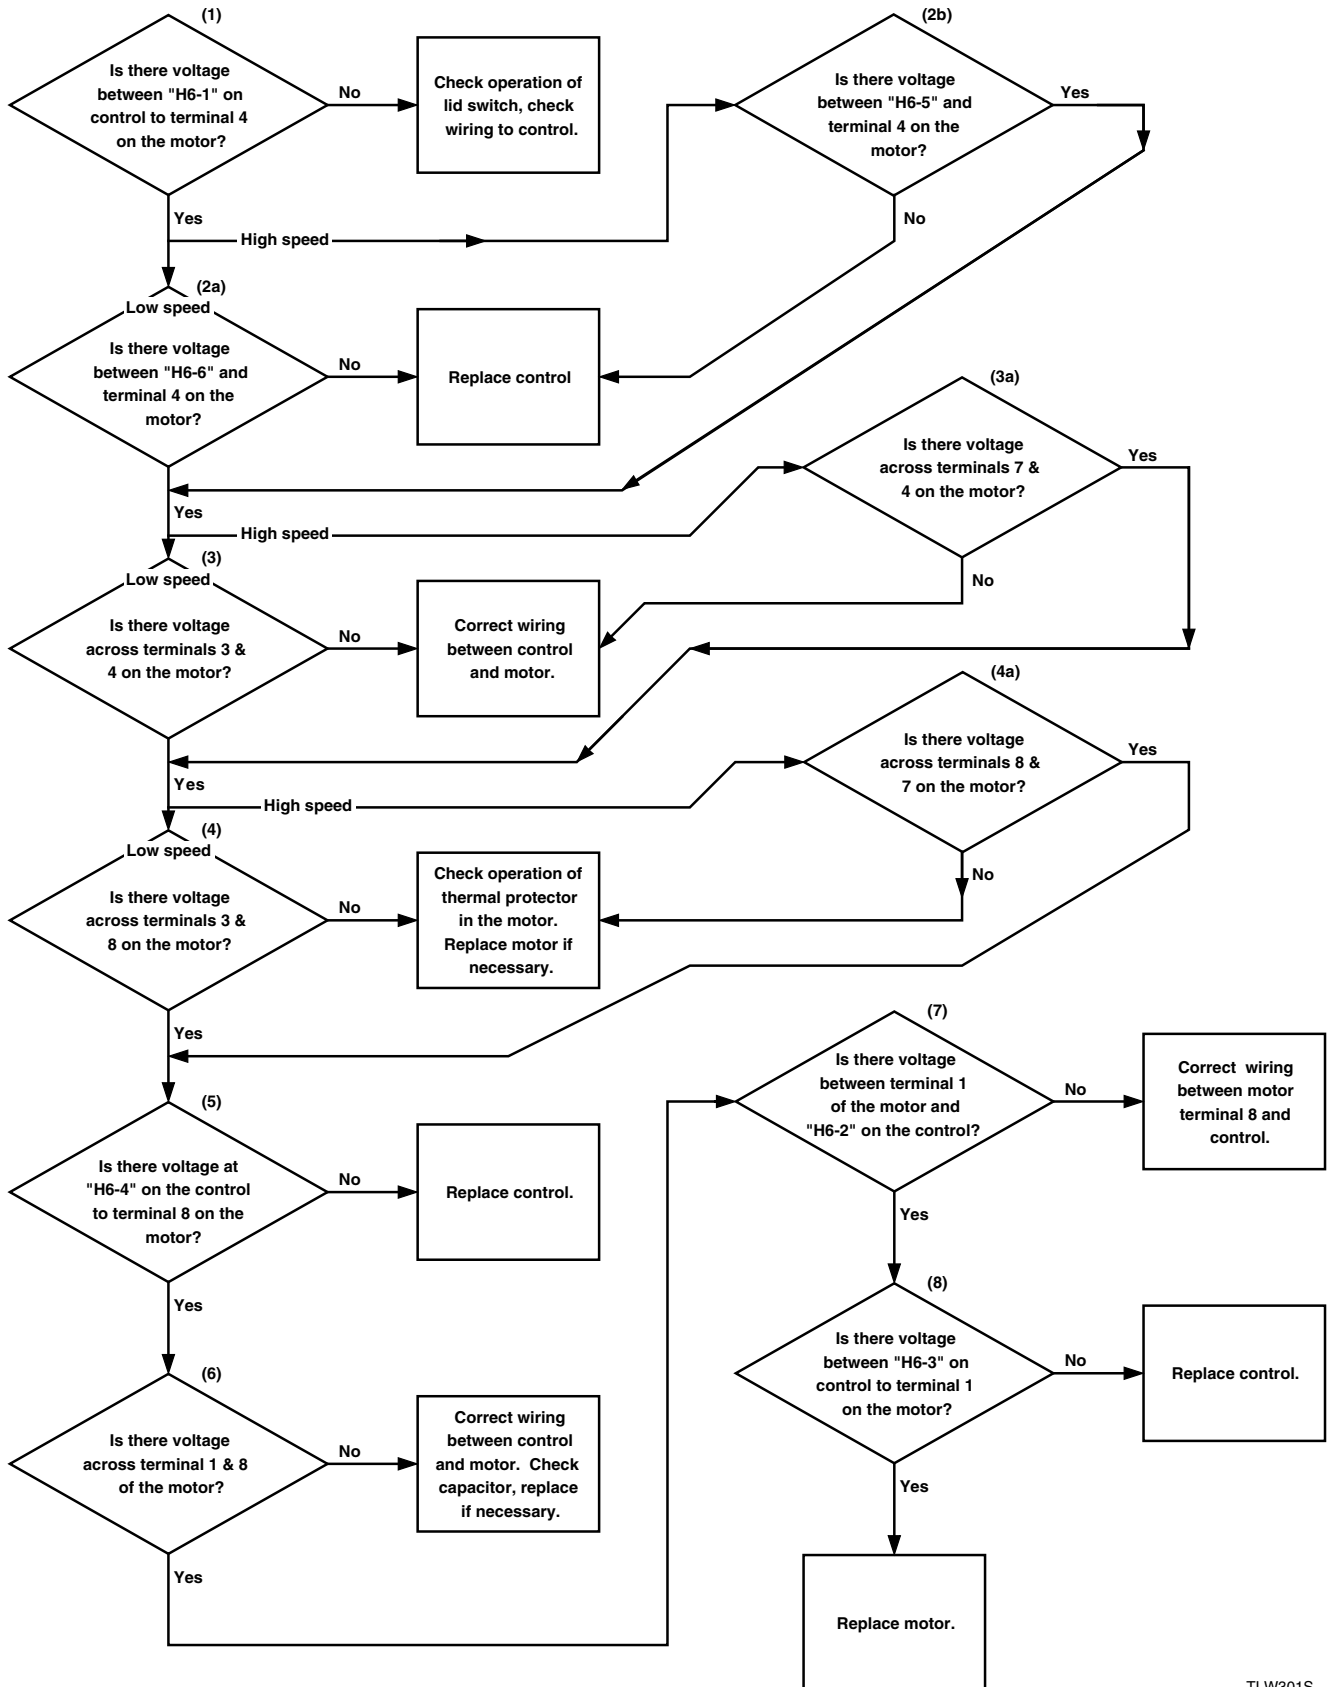 (1)
Is there voltage
between "H6-1" on
control to terminal 4
on the motor?
No
Check operation of
lid switch, check
wiring to control.
Yes
High speed
(2b)
Is there voltage
between "H6-5" and
terminal 4 on the
motor?
Yes
No
(2a)
Low speed
Is there voltage
between "H6-6" and
terminal 4 on the
motor?
No
Replace control
Yes
High speed
(3a)
Is there voltage
across terminals 7 &
4 on the motor?
Yes
No
(3)
Low speed
Is there voltage
across terminals 3 &
4 on the motor?
No
Correct wiring
between control
and motor.
Yes
High speed
(4a)
Is there voltage
across terminals 8 &
7 on the motor?
Yes
No
(4)
Low speed
Is there voltage
across terminals 3 &
8 on the motor?
No
Check operation of
thermal protector
in the motor.
Replace motor if
necessary.
Yes
(5)
Is there voltage at
"H6-4" on the control
to terminal 8 on the
motor?
No
Replace control.
Yes
(6)
Is there voltage
across terminal 1 & 8
of the motor?
No
Correct wiring
between control
and motor. Check
capacitor, replace
if necessary.
Yes
(7)
Is there voltage
between terminal 1
of the motor and
"H6-2" on the control?
No
Correct wiring
between motor
terminal 8 and
control.
Yes
(8)
Is there voltage
between "H6-3" on
control to terminal 1
on the motor?
No
Replace control.
Yes
Replace motor.
TLW301S